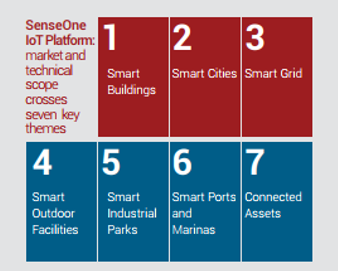 SenseOne
IoT Platform:
market and
technical
scope
crosses
seven key
themes
1
Smart
Buildings
2
Smart Cities
3
Smart Grid
4
Smart
Outdoor
Facilities
5
Smart
Industrial
Parks
6
Smart Ports
and
Marinas
7
Connected
Assets